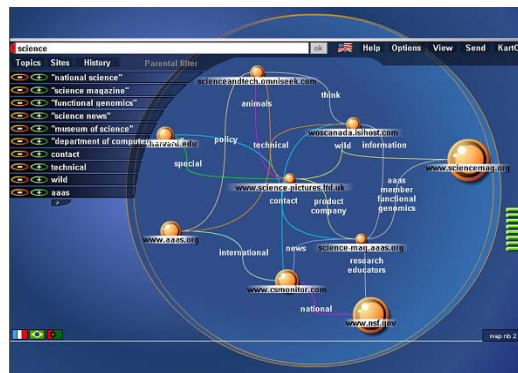 science
ok
Help
Options
View
Send
KartO
Topics
Sites
History
Parental filter
"national science"
"science magazine"
"functional genomics"
"science news"
"museum of science"
"department of compute
contact
technical
wild
aaas
scienceandtech.omniseek.com
animals
think
woscanada.isihost.com
harvard.edu
policy
technical
wild
information
www.sciencemag.org
special
www.science-pictures.ltd.uk
contact
product
company
aaas
member
functional
genomics
www.aaas.org
international
news
science-mag.aaas.org
research
educators
www.csmonitor.com
national
www.nsf.gov
map nb 2